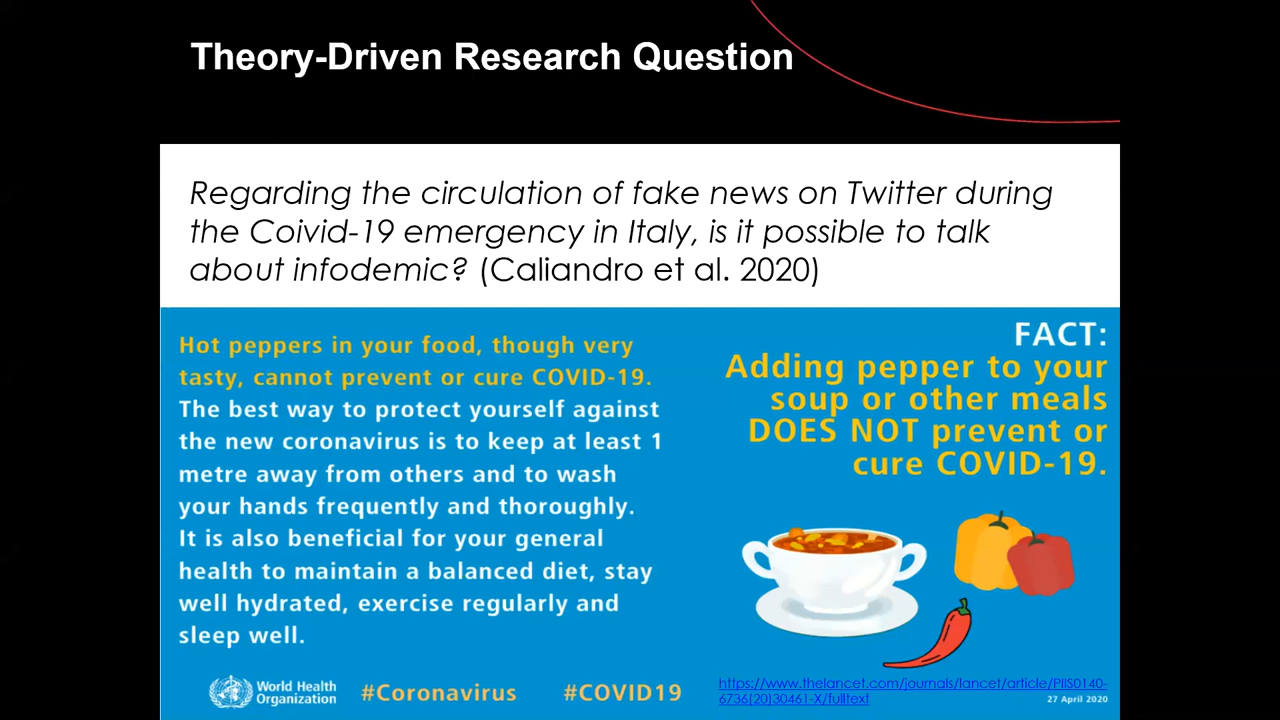 Theory-Driven Research Question
Regarding the circulation of fake news on Twitter during
the Coivid-19 emergency in Italy, is it possible to talk
about infodemic? (Caliandro et al. 2020)
Hot peppers in your food, though very
tasty, cannot prevent or cure COVID-19.
The best way to protect yourself against
the new coronavirus is to keep at least 1
metre away from others and to wash
your hands frequently and thoroughly.
It is also beneficial for your general
health to maintain a balanced diet, stay
well hydrated, exercise regularly and
sleep well.
FACT:
Adding pepper to your
soup or other meals
DOES NOT prevent or
cure COVID-19.
World Health
Organization
#Coronavirus
#COVID19
https://www.thelancet.com/journals/lancet/article/PIIS0140-
6736(20)30461-X/fulltext
27 April 2020